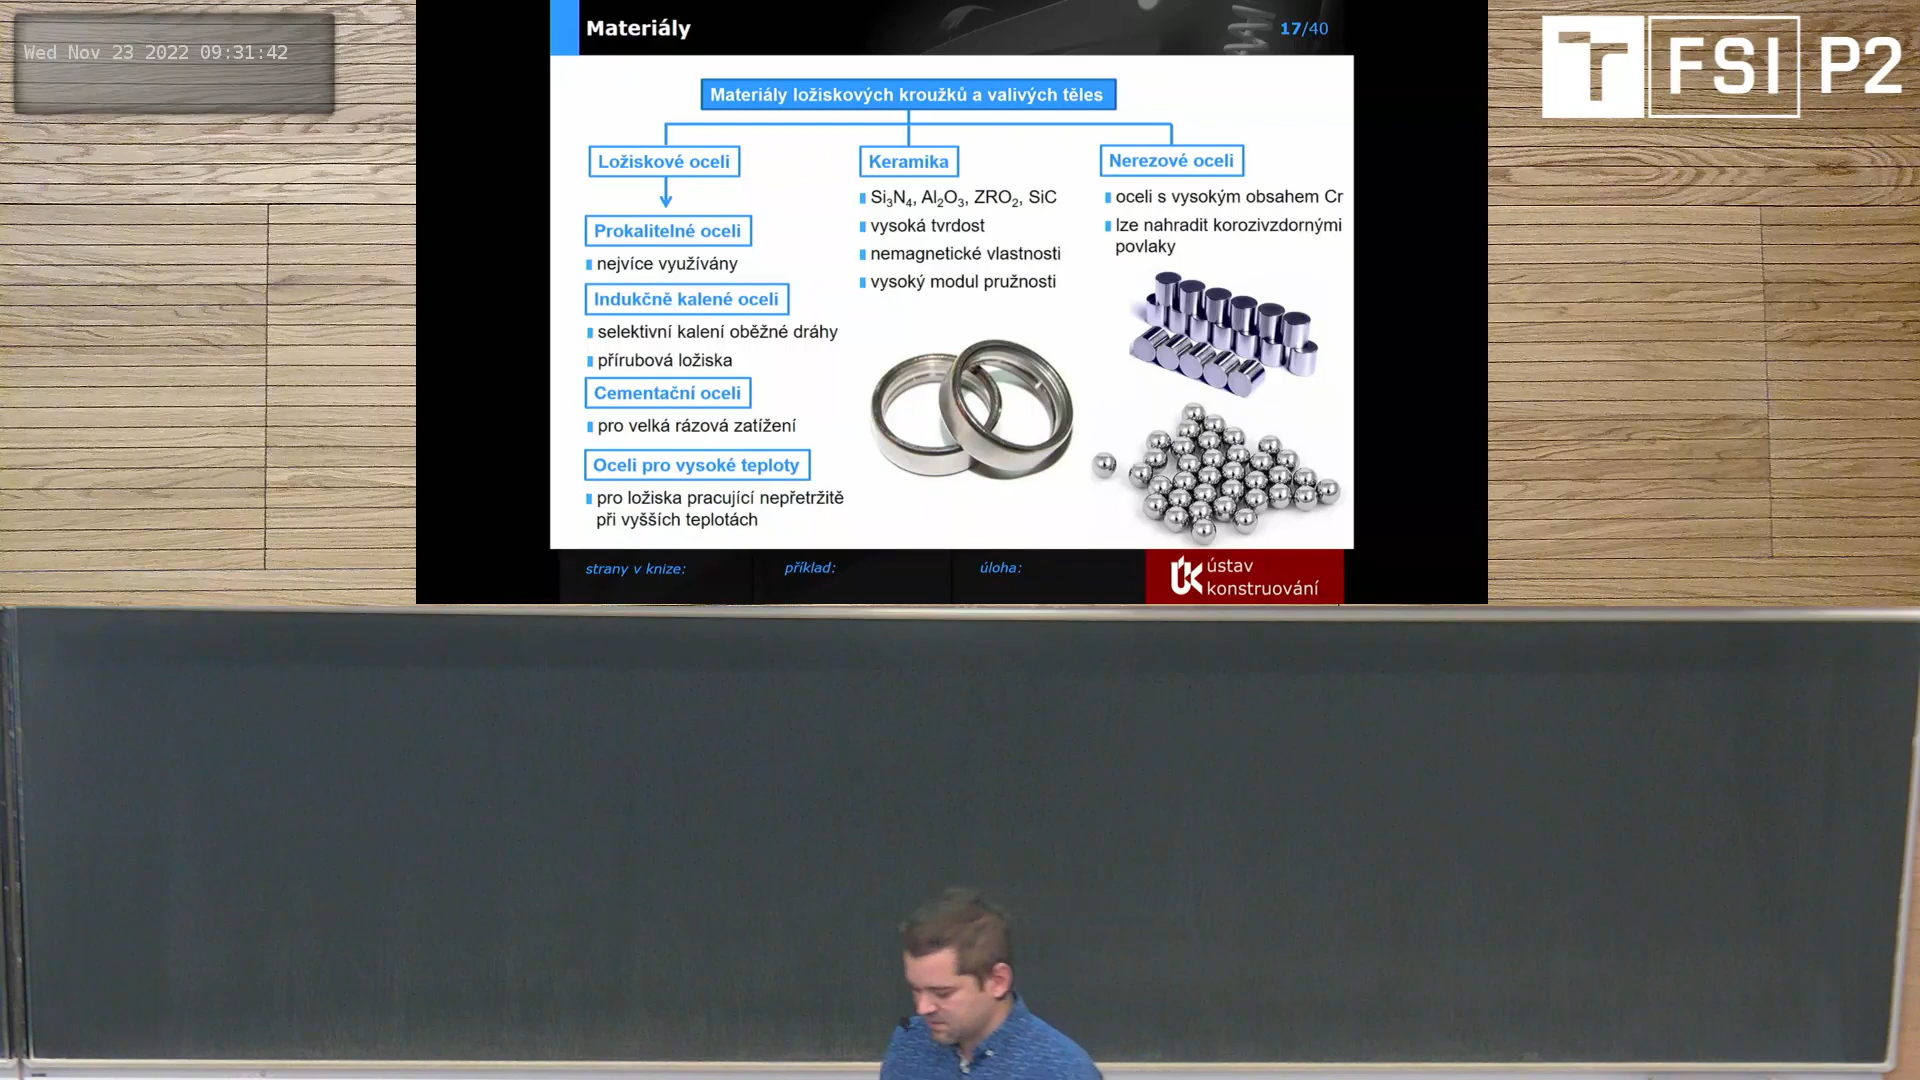 Wed Nov 23 2022 09:31:42
Materiály
17/40
FSI P2
Materiály ložiskových kroužků a valivých těles
Ložiskové oceli
Prokalitelné oceli
nejvíce využívány
Indukčně kalené oceli
selektivní kalení oběžné dráhy
přírubová ložiska
Cementační oceli
pro velká rázová zatížení
Oceli pro vysoké teploty
pro ložiska pracující nepřetržitě
při vyšších teplotách
Keramika
Si₃N₄, Al₂O₃, ZRO₂, SiC
vysoká tvrdost
nemagnetické vlastnosti
vysoký modul pružnosti
Nerezové oceli
oceli s vysokým obsahem Cr
lze nahradit korozivzdornými
povlaky
strany v knize:
příklad:
úloha:
ústav
konstruování